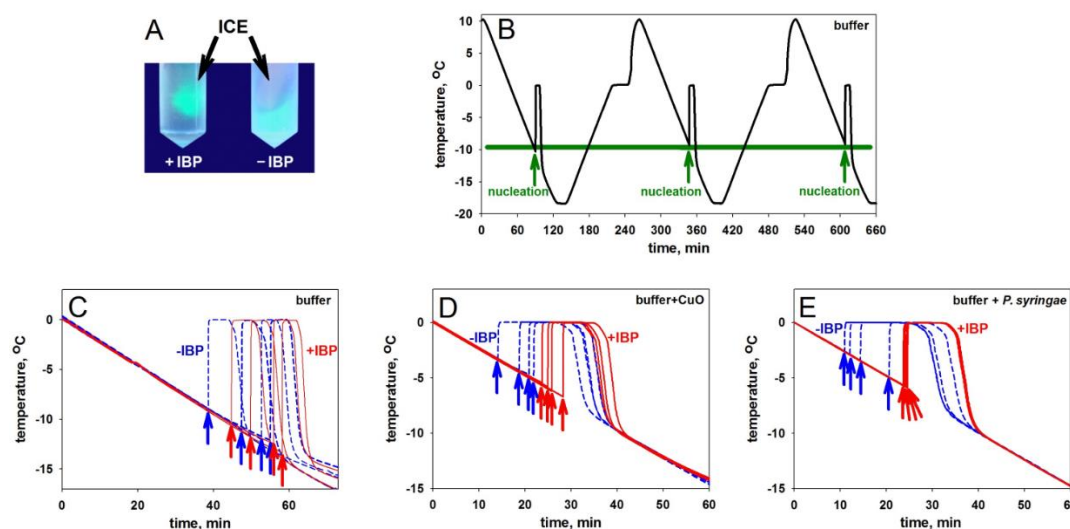 A
ICE
+ IBP
– IBP
B
buffer
temperature, °C
10
5
0
-5
-10
-15
-20
nucleation
nucleation
nucleation
0 60 120 180 240 300 360 420 480 540 600 660
time, min
C
buffer
temperature, °C
0
-5
-10
-15
-IBP
+IBP
0 20 40 60
time, min
D
buffer+CuO
temperature, °C
0
-5
-10
-15
-IBP
+IBP
0 10 20 30 40 50 60
time, min
E
buffer + P. syringae
temperature, °C
0
-5
-10
-15
-IBP
+IBP
0 10 20 30 40 50 60
time, min